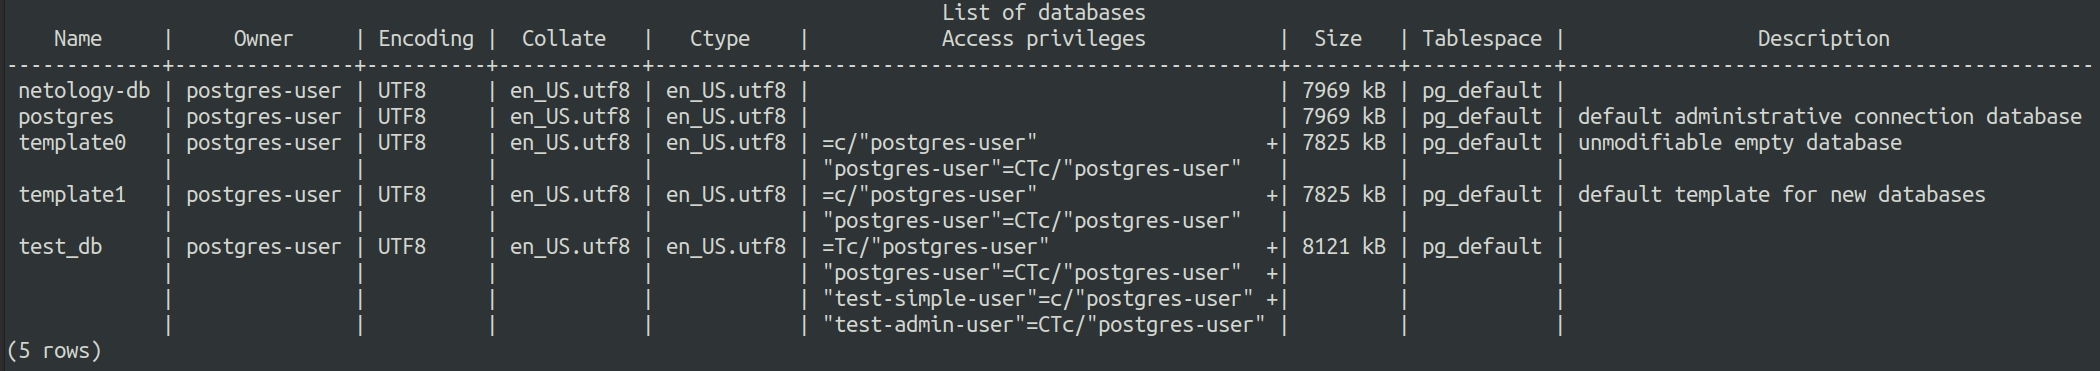 List of databases
    Name     |     Owner     | Encoding |  Collate   |   Ctype    |           Access privileges           |  Size   | Tablespace |                Description
-------------+---------------+----------+------------+------------+---------------------------------------+---------+------------+--------------------------------------------
 netology-db | postgres-user | UTF8     | en_US.utf8 | en_US.utf8 |                                       | 7969 kB | pg_default |
 postgres    | postgres-user | UTF8     | en_US.utf8 | en_US.utf8 |                                       | 7969 kB | pg_default | default administrative connection database
 template0   | postgres-user | UTF8     | en_US.utf8 | en_US.utf8 | =c/"postgres-user"                   +| 7825 kB | pg_default | unmodifiable empty database
             |               |          |            |            | "postgres-user"=CTc/"postgres-user"   |         |            |
 template1   | postgres-user | UTF8     | en_US.utf8 | en_US.utf8 | =c/"postgres-user"                   +| 7825 kB | pg_default | default template for new databases
             |               |          |            |            | "postgres-user"=CTc/"postgres-user"   |         |            |
 test_db     | postgres-user | UTF8     | en_US.utf8 | en_US.utf8 | =Tc/"postgres-user"                  +| 8121 kB | pg_default |
             |               |          |            |            | "postgres-user"=CTc/"postgres-user"  +|         |            |
             |               |          |            |            | "test-simple-user"=c/"postgres-user" +|         |            |
             |               |          |            |            | "test-admin-user"=CTc/"postgres-user" |         |            |
(5 rows)